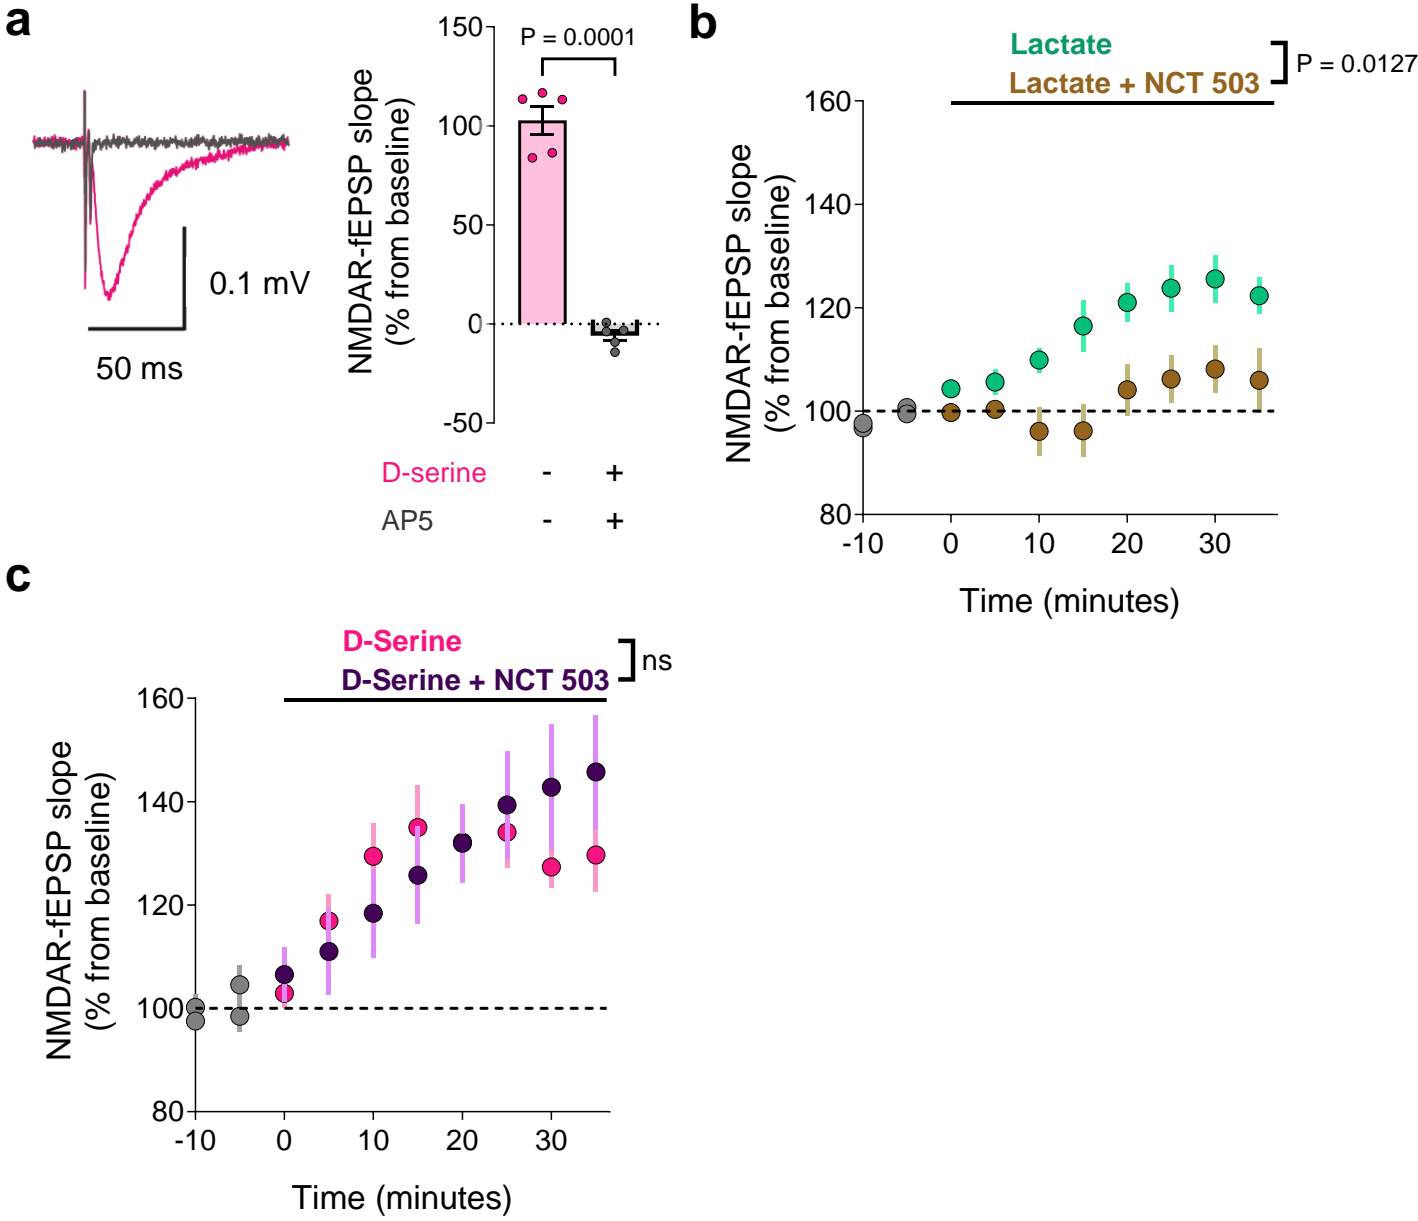 a
0.1 mV
50 ms
NMDAR-fEPSP slope
(% from baseline)
150
100
50
0
-50
P = 0.0001
D-serine - +
AP5 - +
b
Lactate
Lactate + NCT 503
P = 0.0127
NMDAR-fEPSP slope
(% from baseline)
160
140
120
100
80
-10 0 10 20 30
Time (minutes)
c
D-Serine
D-Serine + NCT 503
ns
NMDAR-fEPSP slope
(% from baseline)
160
140
120
100
80
-10 0 10 20 30
Time (minutes)